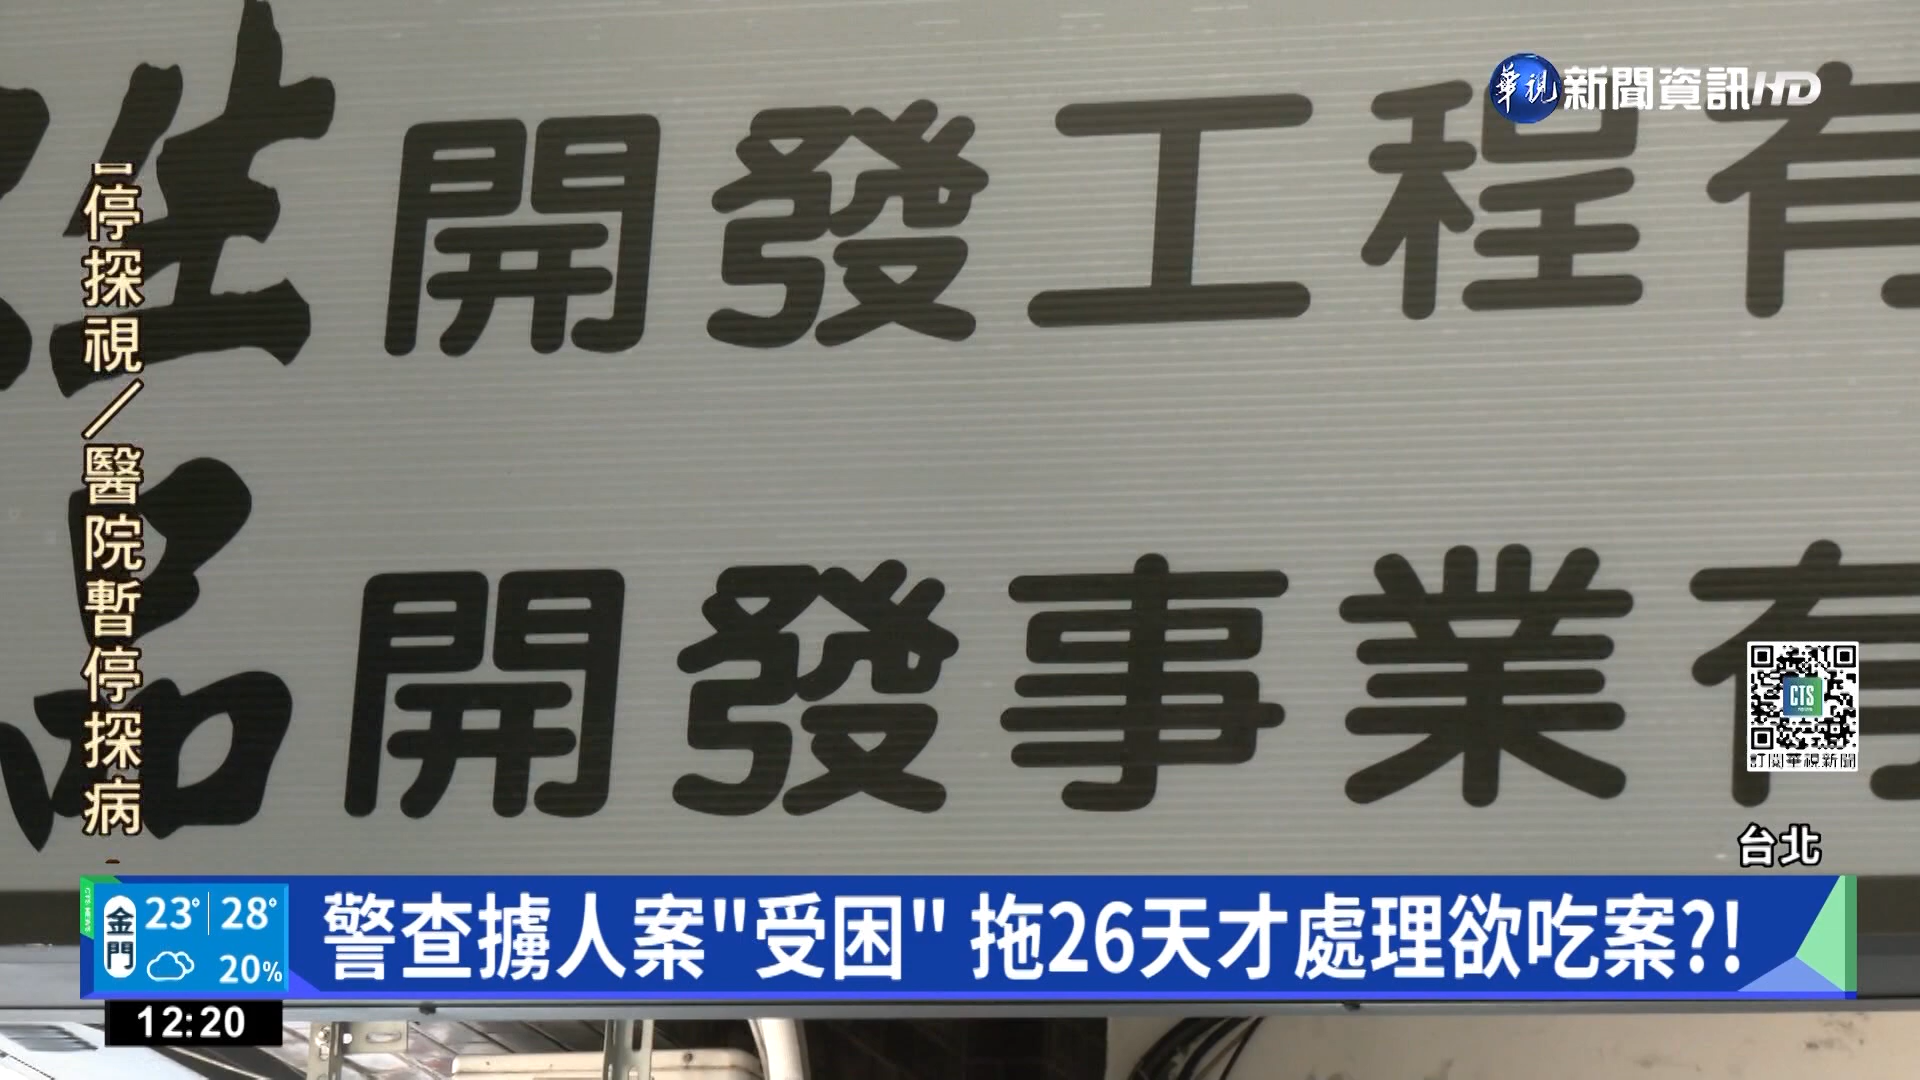 華視新聞資訊HD
開發工程有
品開發事業有
停探視／醫院暫停探病
訂閱華視新聞
CTS
台北
金門 23° 28°
20%
警查擄人案"受困" 拖26天才處理欲吃案?!
12:20